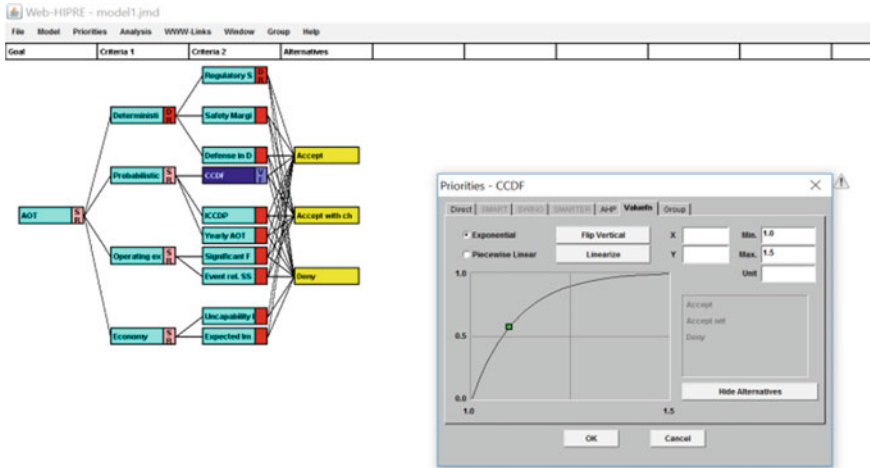 Web-HIPRE - model1.jmd
File Model Priorities Analysis WWW-Links Window Group Help
Goal Criteria 1 Criteria 2 Alternatives
Regulatory S
Deterministi
Safety Margi
Defense in D
Accept
Probabilistic
CCDF
AOT
ICCDP
Accept with ch
Yearly AOT
Operating ex
Significant F
Event rel. SS
Deny
Uncapability
Economy
Expected Im
Priorities - CCDF
Direct SMART SWING SMARTER AHP Valuefn Group
Exponential Flip Vertical X Min. 1.0
Piecewise Linear Linearize Y Max. 1.5
Unit
1.0
Accept
Accept wit
0.5
Deny
Hide Alternatives
0.0
1.0 1.5
OK Cancel